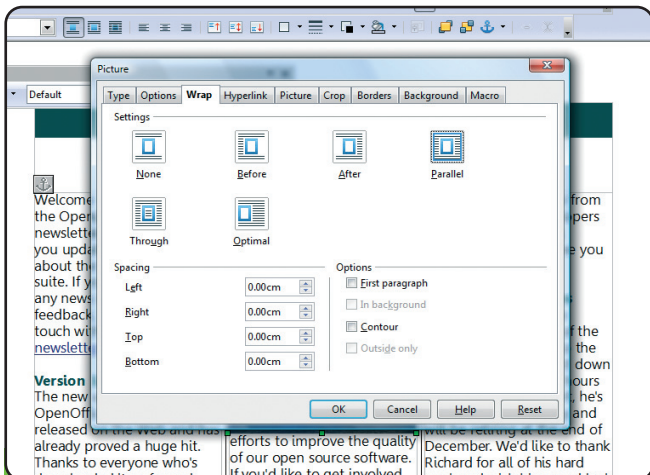 Default
Picture
Type Options Wrap Hyperlink Picture Crop Borders Background Macro
Settings
None Before After Parallel
Through Optimal
Spacing
Left 0.00cm
Right 0.00cm
Top 0.00cm
Bottom 0.00cm
Options
First paragraph
In background
Contour
Outside only
OK Cancel Help Reset
Welcome
the Open
newslette
you upda
about the
suite. If y
any news
feedback
touch wi
newslette
Version
The new
OpenOffi
released on the Web and has
already proved a huge hit.
Thanks to everyone who's
efforts to improve the quality
of our open source software.
If you'd like to get involved
from
opers
e you
f the
the
down
ours
, he's
and
will be retiring at the end of
December. We'd like to thank
Richard for all of his hard